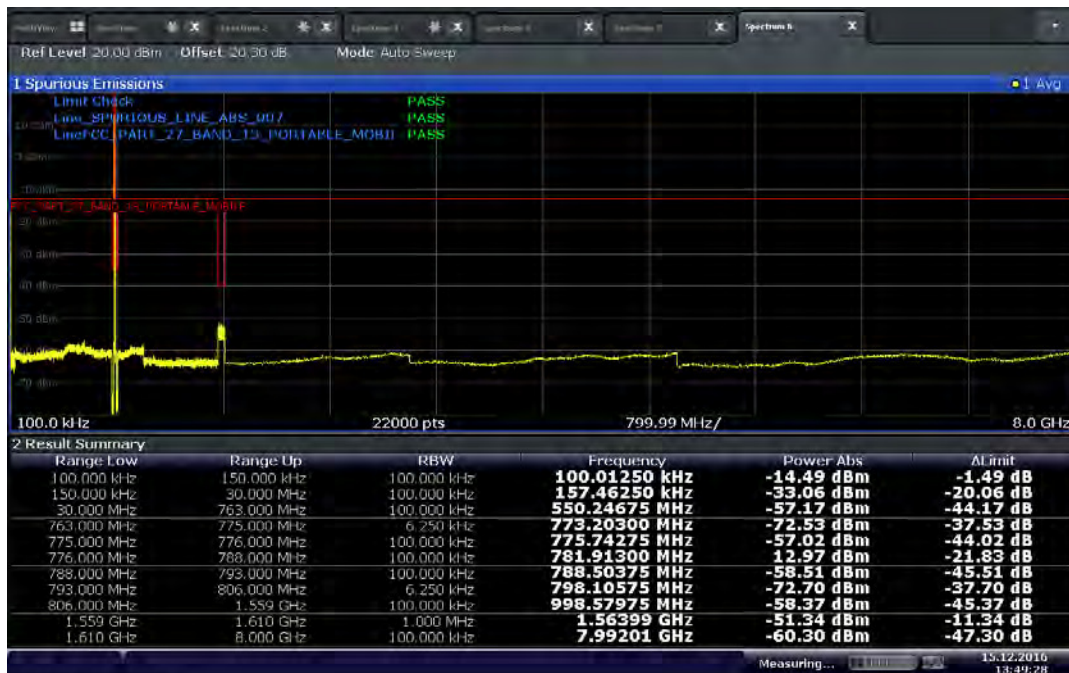 Spectrum 6
Ref Level 20.00 dBm Offset 20.30 dB Mode Auto Sweep
1 Spurious Emissions 1 Avg
Limit Check PASS
Line_SPURIOUS_LINE_ABS_007 PASS
LineFCC_PART_27_BAND_13_PORTABLE_MOBIL PASS
100.0 kHz 22000 pts 799.99 MHz/ 8.0 GHz
2 Result Summary
Range Low Range Up RBW Frequency Power Abs ΔLimit
100.000 kHz 150.000 kHz 100.000 kHz 100.01250 kHz -14.49 dBm -1.49 dB
150.000 kHz 30.000 MHz 100.000 kHz 157.46250 kHz -33.06 dBm -20.06 dB
30.000 MHz 763.000 MHz 100.000 kHz 550.24675 MHz -57.17 dBm -44.17 dB
763.000 MHz 775.000 MHz 6.250 kHz 773.20300 MHz -72.53 dBm -37.53 dB
775.000 MHz 776.000 MHz 100.000 kHz 775.74275 MHz -57.02 dBm -44.02 dB
776.000 MHz 788.000 MHz 100.000 kHz 781.91300 MHz 12.97 dBm -21.83 dB
788.000 MHz 793.000 MHz 100.000 kHz 788.50375 MHz -58.51 dBm -45.51 dB
793.000 MHz 806.000 MHz 6.250 kHz 798.10575 MHz -72.70 dBm -37.70 dB
806.000 MHz 1.559 GHz 100.000 kHz 998.57975 MHz -58.37 dBm -45.37 dB
1.559 GHz 1.610 GHz 1.000 MHz 1.56399 GHz -51.34 dBm -11.34 dB
1.610 GHz 8.000 GHz 100.000 kHz 7.99201 GHz -60.30 dBm -47.30 dB
Measuring... 15.12.2016
13:49:28